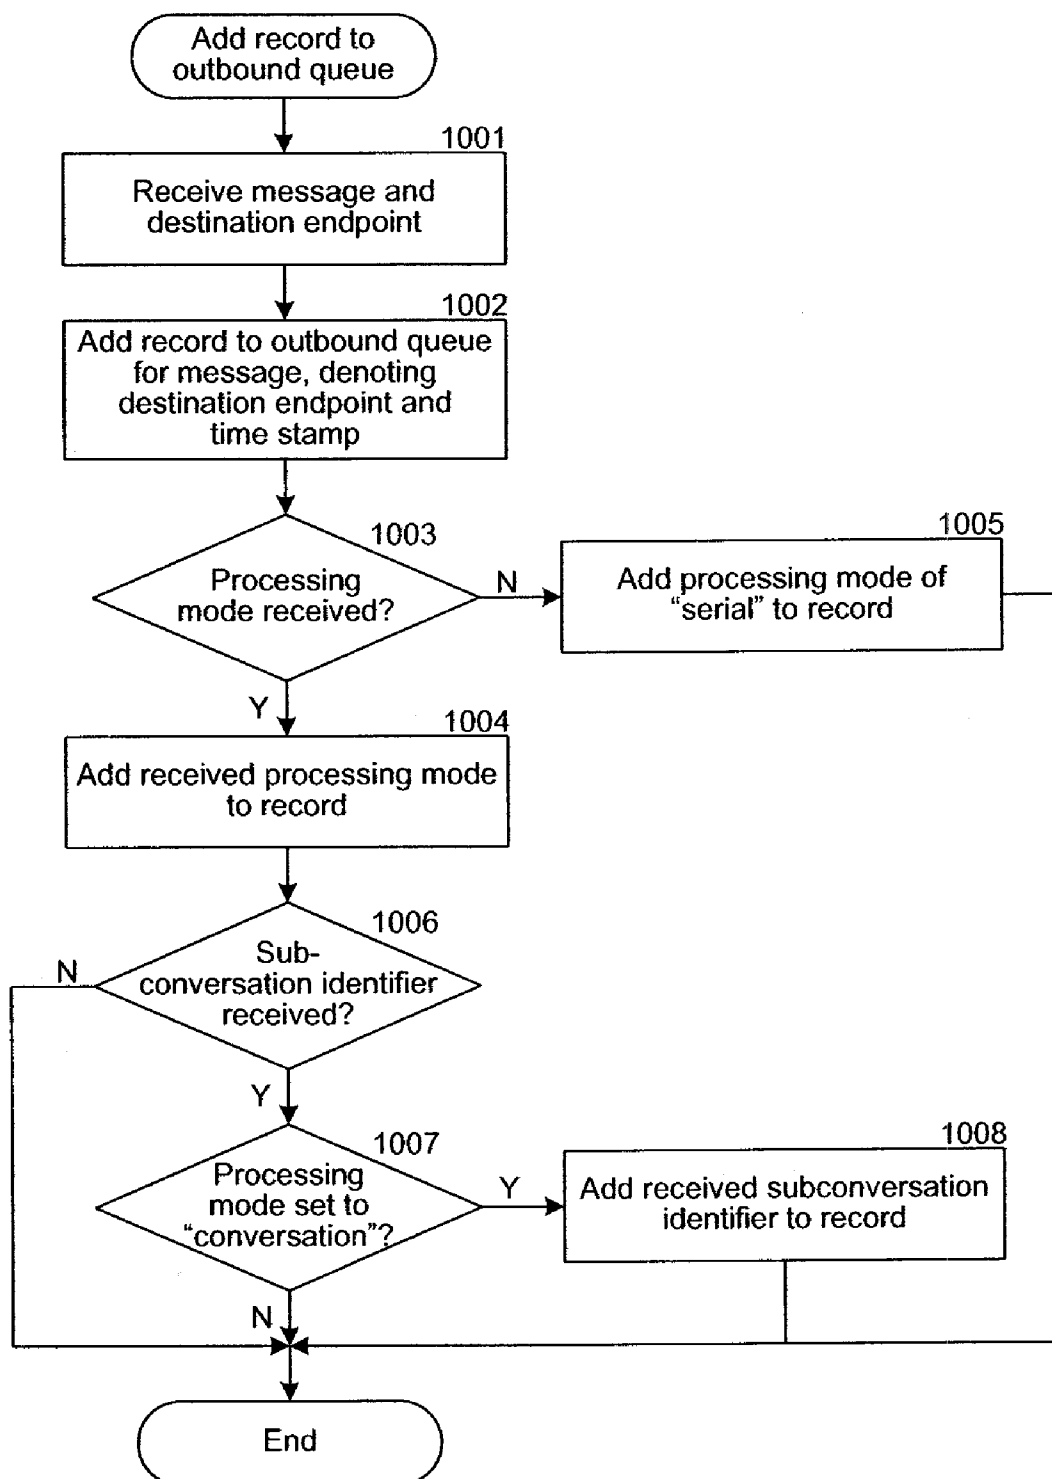 Add record to
outbound queue
1001
Receive message and
destination endpoint
1002
Add record to outbound queue
for message, denoting
destination endpoint and
time stamp
1003
Processing
mode received?
N
1005
Add processing mode of
“serial” to record
Y
1004
Add received processing mode
to record
1006
Sub-
conversation identifier
received?
N
Y
1007
Processing
mode set to
“conversation”?
Y
1008
Add received subconversation
identifier to record
N
End